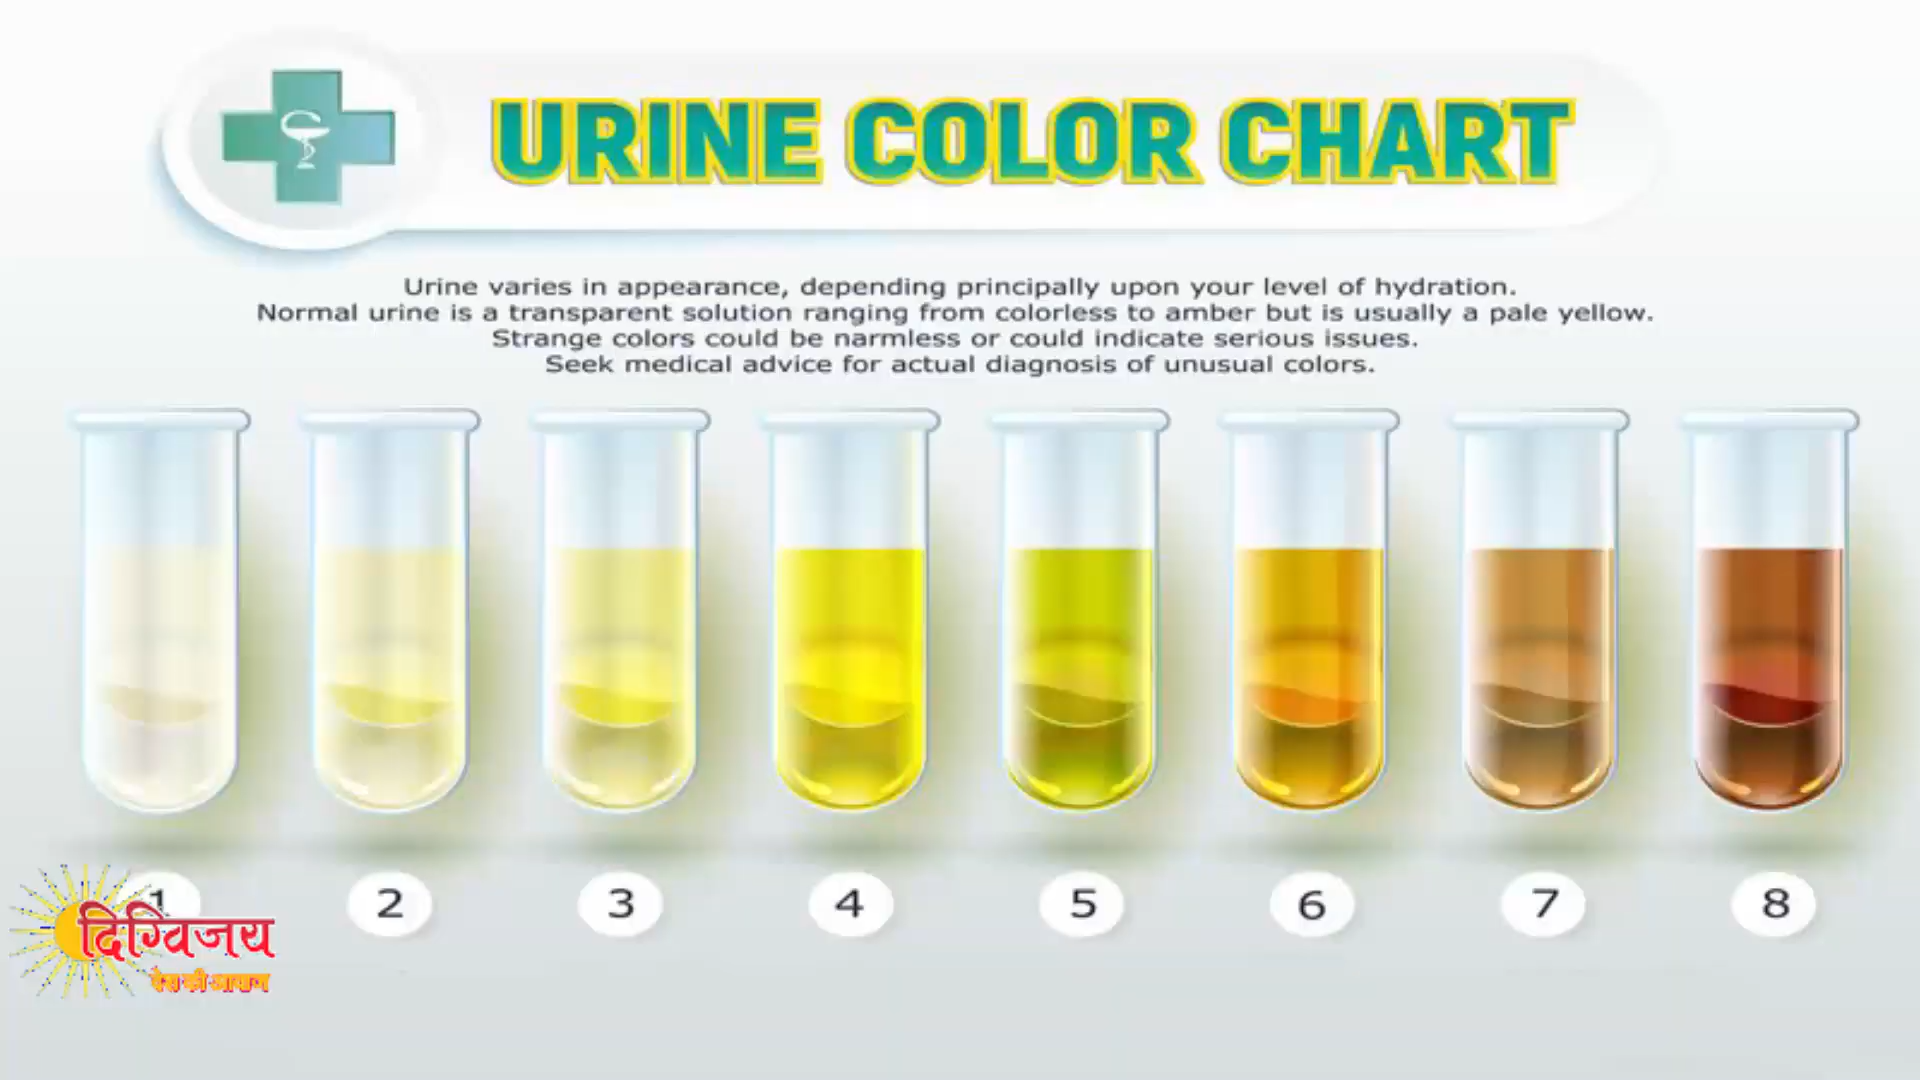 URINE COLOR CHART
Urine varies in appearance, depending principally upon your level of hydration.
Normal urine is a transparent solution ranging from colorless to amber but is usually a pale yellow.
Strange colors could be narmless or could indicate serious issues.
Seek medical advice for actual diagnosis of unusual colors.
1 2 3 4 5 6 7 8
दिग्विजय
की आवाज